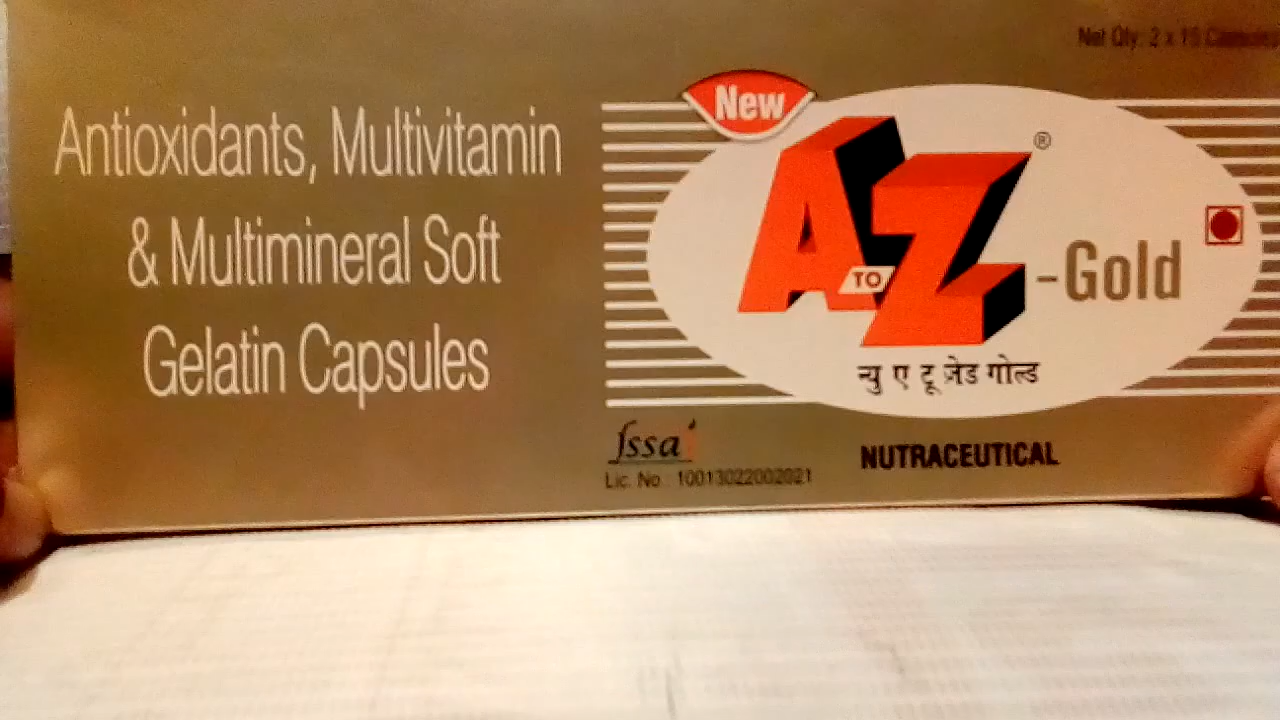 Net Qty: 2 x 15 Capsules
Antioxidants, Multivitamin
& Multimineral Soft
Gelatin Capsules
New
A TO Z ® -Gold
न्यु ए टू ज़ेड गोल्ड
fssai
Lic. No. 10013022002021
NUTRACEUTICAL